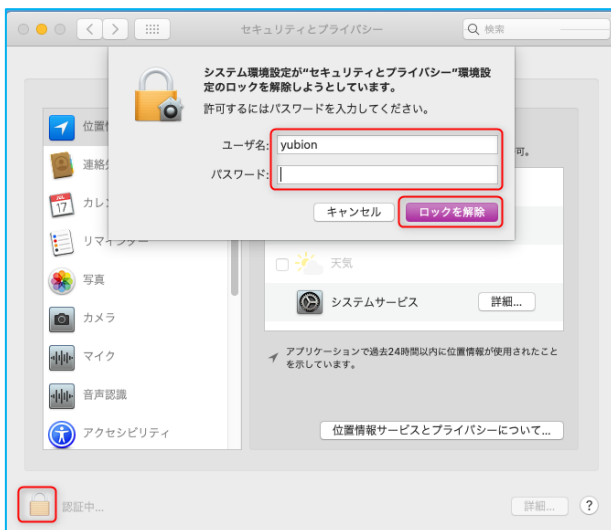 セキュリティとプライバシー
検索
システム環境設定が“セキュリティとプライバシー”環境設
定のロックを解除しようとしています。
許可するにはパスワードを入力してください。
ユーザ名: yubion
パスワード:
キャンセル
ロックを解除
位置情
連絡先
カレン
リマインダー
写真
カメラ
マイク
音声認識
アクセシビリティ
可。
天気
システムサービス
詳細...
アプリケーションで過去24時間以内に位置情報が使用されたこと
を示しています。
位置情報サービスとプライバシーについて...
認証中...
詳細...
?
JUL
17